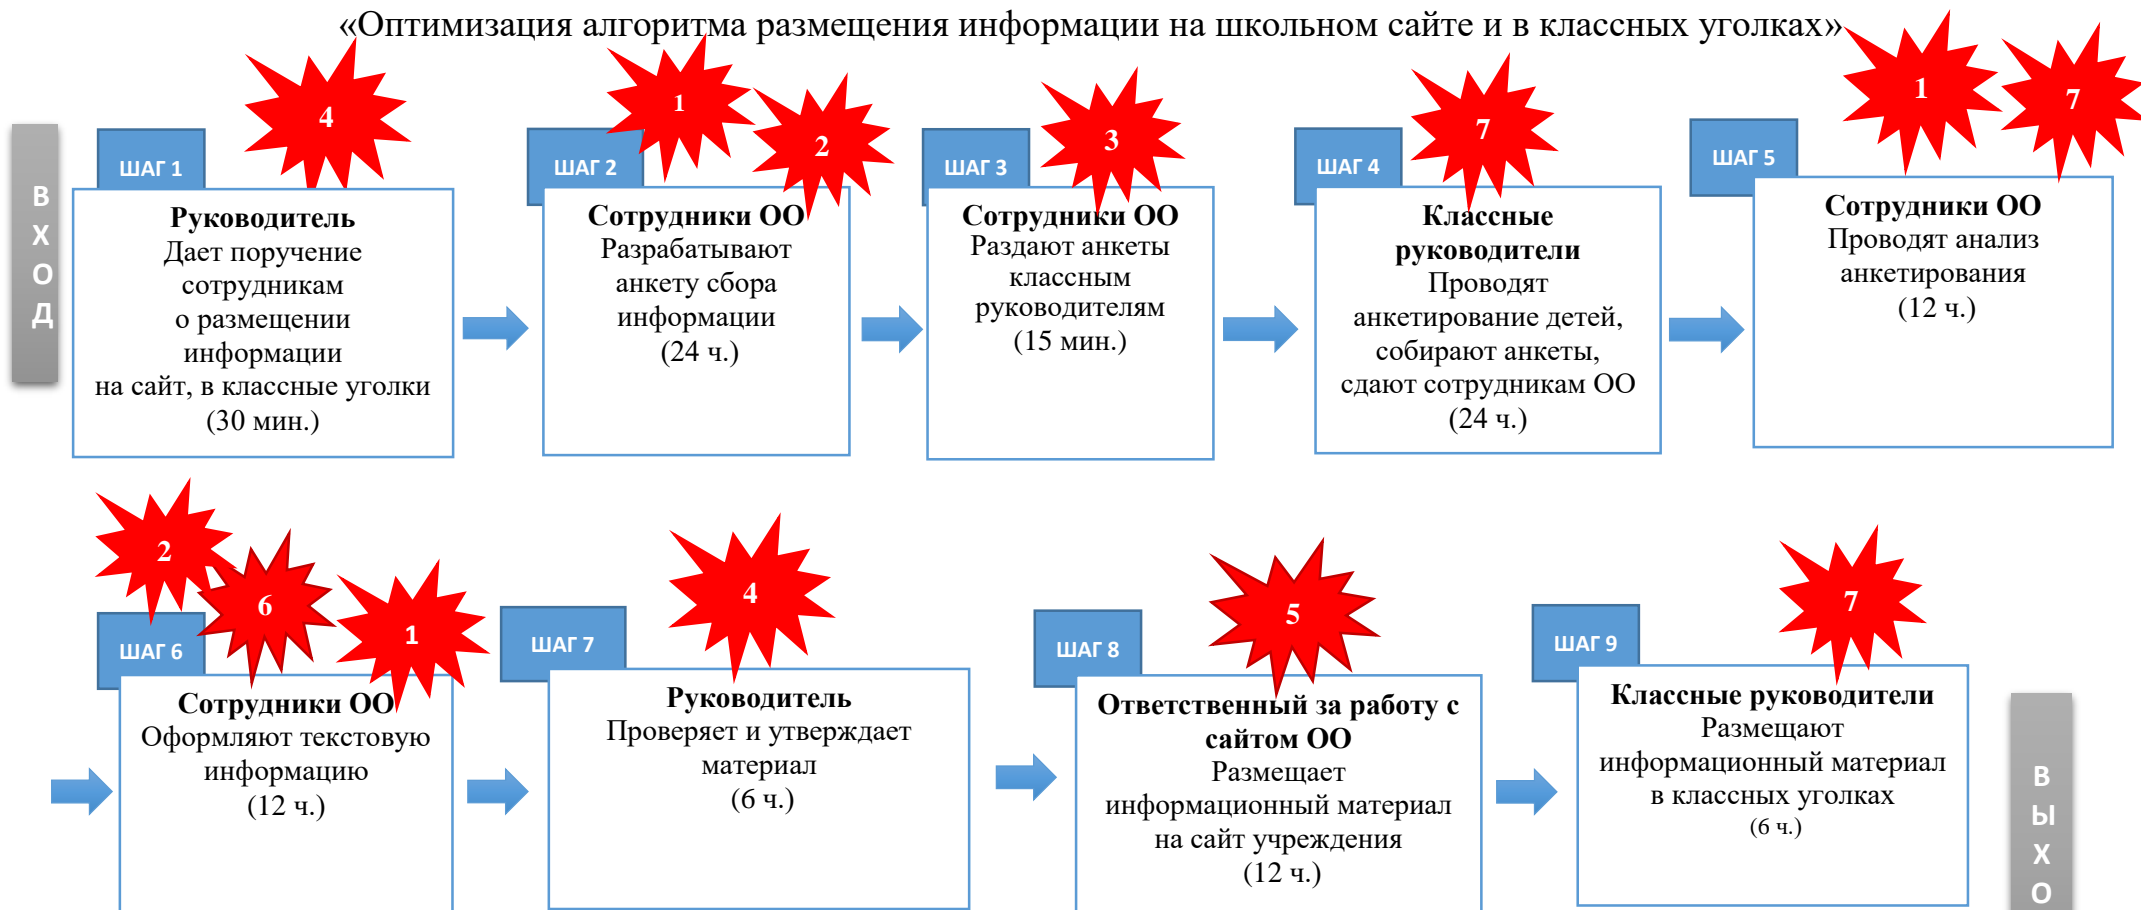 «Оптимизация алгоритма размещения информации на школьном сайте и в классных уголках»
В
Х
О
Д
ШАГ 1
4
Руководитель
Дает поручение
сотрудникам
о размещении
информации
на сайт, в классные уголки
(30 мин.)
ШАГ 2
1
2
Сотрудники ОО
Разрабатывают
анкету сбора
информации
(24 ч.)
ШАГ 3
3
Сотрудники ОО
Раздают анкеты
классным
руководителям
(15 мин.)
ШАГ 4
7
Классные
руководители
Проводят
анкетирование детей,
собирают анкеты,
сдают сотрудникам ОО
(24 ч.)
ШАГ 5
1
7
Сотрудники ОО
Проводят анализ
анкетирования
(12 ч.)
ШАГ 6
2
6
1
Сотрудники ОО
Оформляют текстовую
информацию
(12 ч.)
ШАГ 7
4
Руководитель
Проверяет и утверждает
материал
(6 ч.)
ШАГ 8
5
Ответственный за работу с
сайтом ОО
Размещает
информационный материал
на сайт учреждения
(12 ч.)
ШАГ 9
7
Классные руководители
Размещают
информационный материал
в классных уголках
(6 ч.)
В
Ы
Х
О